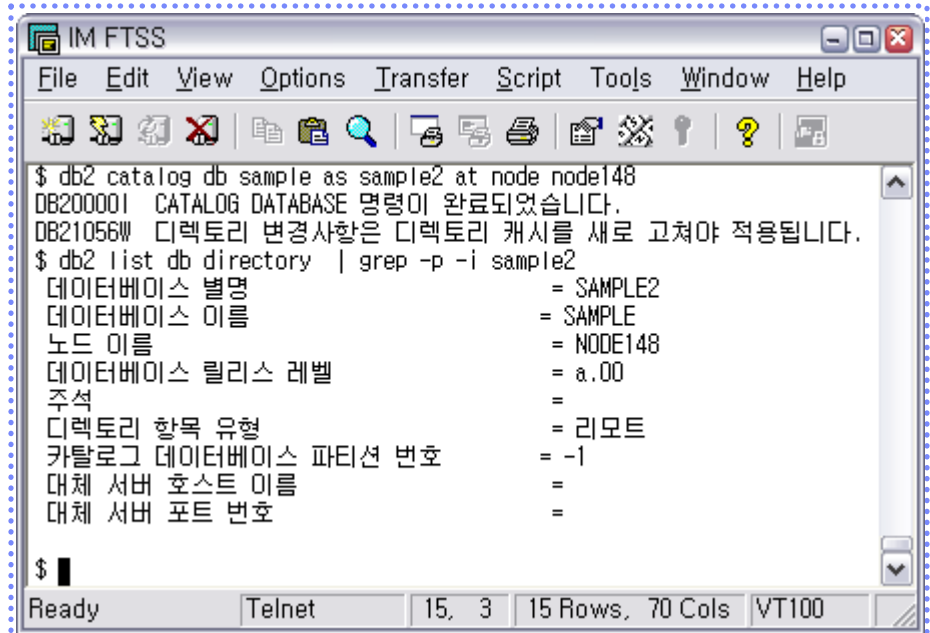 IM FTSS
File Edit View Options Transfer Script Tools Window Help
$ db2 catalog db sample as sample2 at node node148
DB20000I CATALOG DATABASE 명령이 완료되었습니다.
DB21056W 디렉토리 변경사항은 디렉토리 캐시를 새로 고쳐야 적용됩니다.
$ db2 list db directory | grep -p -i sample2
데이터베이스 별명 = SAMPLE2
데이터베이스 이름 = SAMPLE
노드 이름 = NODE148
데이터베이스 릴리스 레벨 = a.00
주석 =
디렉토리 항목 유형 = 리모트
카탈로그 데이터베이스 파티션 번호 = -1
대체 서버 호스트 이름 =
대체 서버 포트 번호 =
$
Ready Telnet 15, 3 15 Rows, 70 Cols VT100